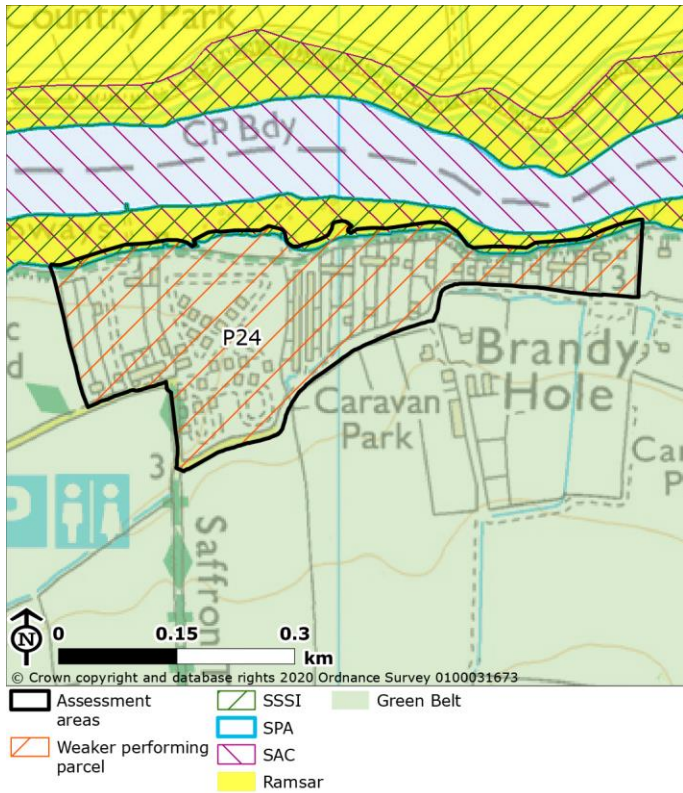 Country Park
CP Bdy
pways
c
d
P24
3
Brandy
Hole
Caravan
Park
Ca
P
3
P
Saffron
N
0 0.15 0.3
km
© Crown copyright and database rights 2020 Ordnance Survey 0100031673
Assessment
areas
Weaker performing
parcel
SSSI
SPA
SAC
Ramsar
Green Belt